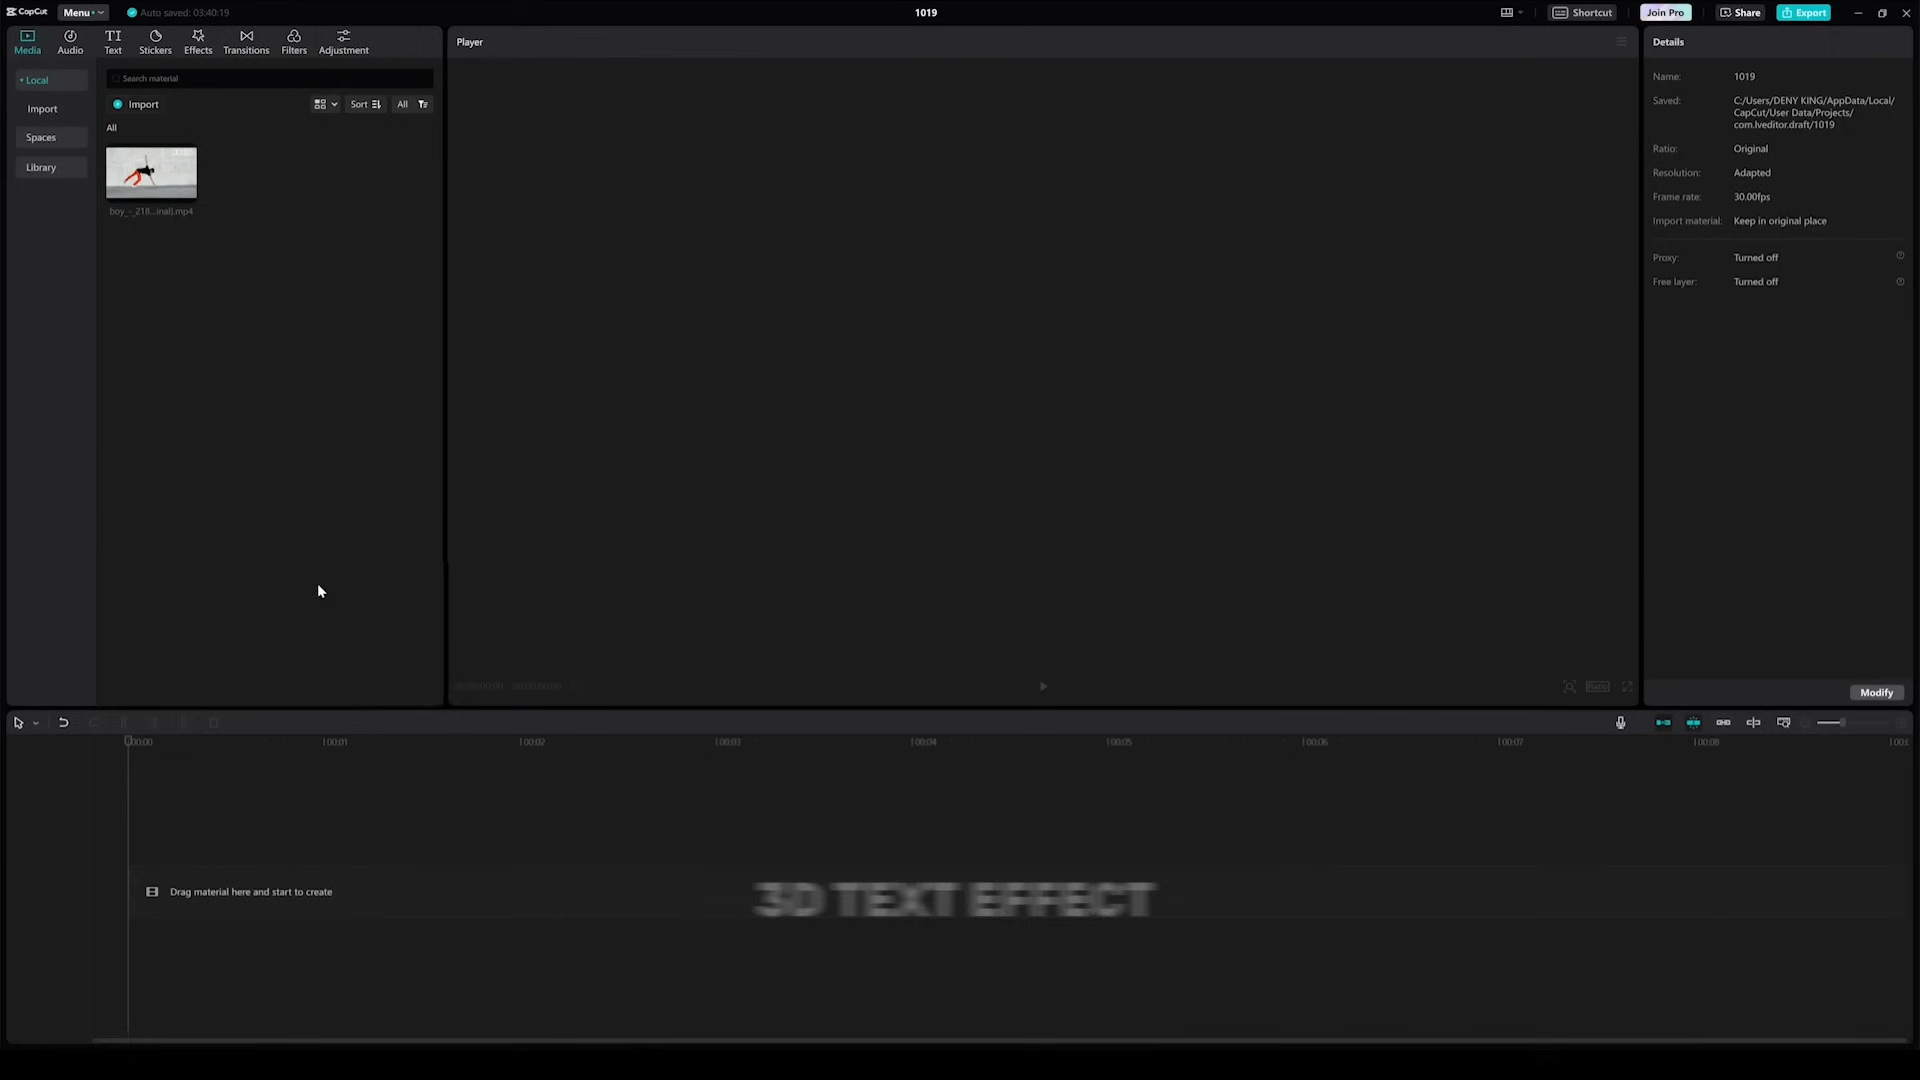 CapCut
Menu
Auto saved: 03:40:19
1019
Shortcut
Join Pro
Share
Export
Media
Audio
TI
Text
Stickers
Effects
Transitions
Filters
Adjustment
Local
Import
Spaces
Library
Search material
Import
Sort
All
All
boy_-_218...inal).mp4
Player
Ratio
Details
Name: 1019
Saved: C:/Users/DENY KING/AppData/Local/
CapCut/User Data/Projects/
com.lveditor.draft/1019
Ratio: Original
Resolution: Adapted
Frame rate: 30.00fps
Import material: Keep in original place
Proxy: Turned off
Free layer: Turned off
Modify
00:00
00:01
00:02
00:03
00:04
00:05
00:06
00:07
00:08
Drag material here and start to create
3D TEXT EFFECT